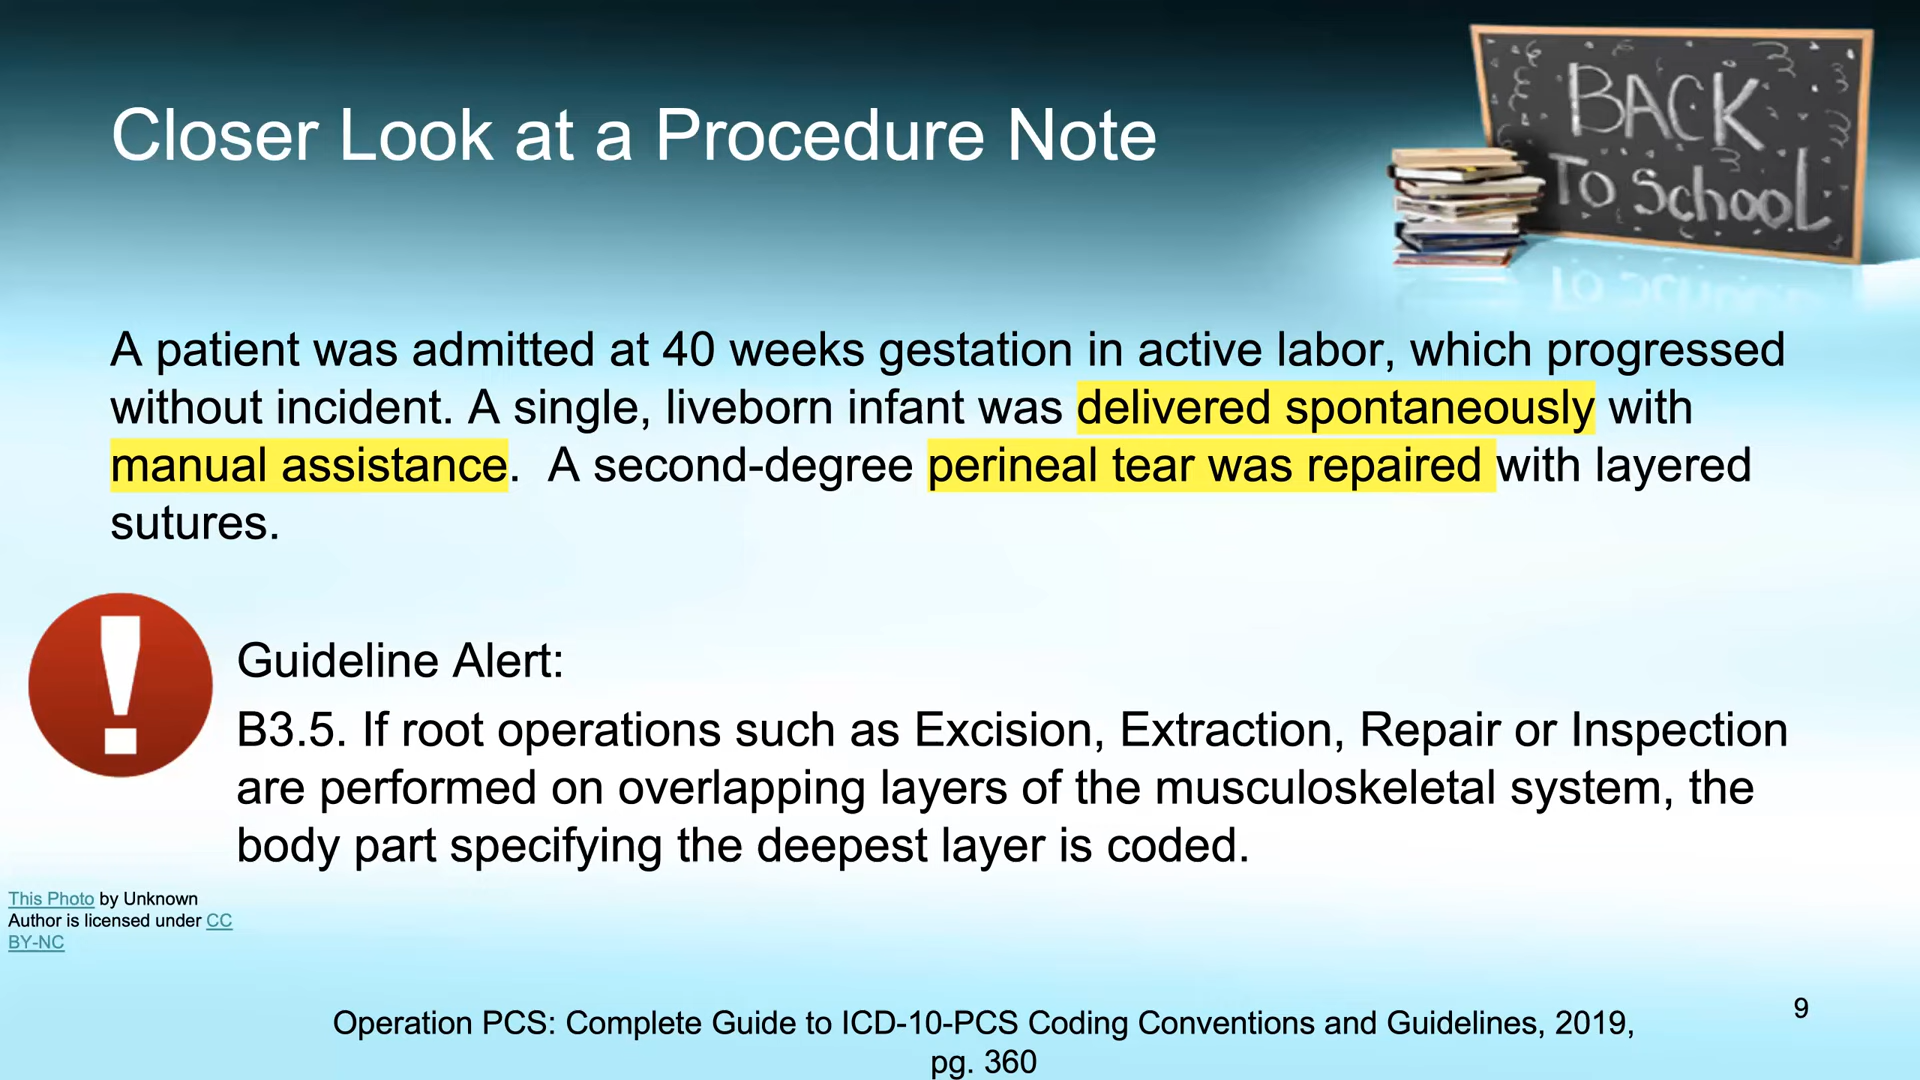 BACK
To School
Closer Look at a Procedure Note
A patient was admitted at 40 weeks gestation in active labor, which progressed
without incident. A single, liveborn infant was delivered spontaneously with
manual assistance.  A second-degree perineal tear was repaired with layered
sutures.
Guideline Alert:
B3.5. If root operations such as Excision, Extraction, Repair or Inspection
are performed on overlapping layers of the musculoskeletal system, the
body part specifying the deepest layer is coded.
This Photo by Unknown
Author is licensed under CC
BY-NC
Operation PCS: Complete Guide to ICD-10-PCS Coding Conventions and Guidelines, 2019,
pg. 360
9